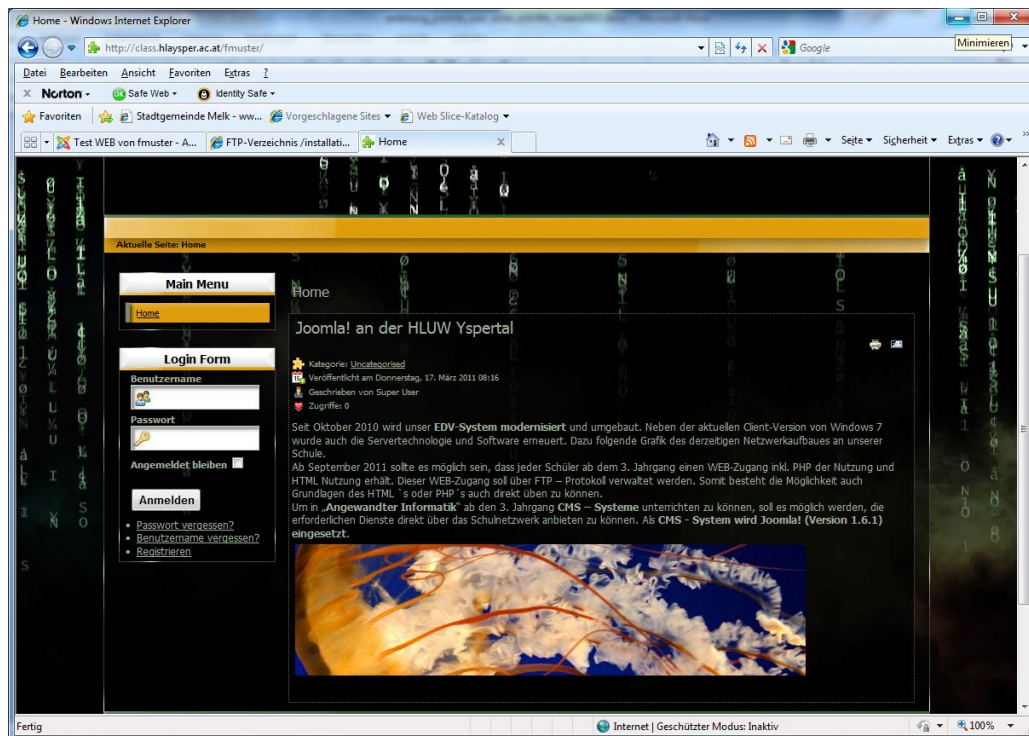 Home - Windows Internet Explorer
Minimieren
http://class.hlaysper.ac.at/fmuster/
Google
Datei Bearbeiten Ansicht Favoriten Extras ?
x Norton - Safe Web Identity Safe
Favoriten Stadtgemeinde Melk - ww... Vorgeschlagene Sites Web Slice-Katalog
Test WEB von fmuster - A... FTP-Verzeichnis /installati... Home x Seite Sicherheit Extras »
Aktuelle Seite: Home
Main Menu
Home
Login Form
Benutzername
Passwort
Angemeldet bleiben
Anmelden
Passwort vergessen?
Benutzername vergessen?
Registrieren
Home
Joomla! an der HLUW Yspertal
Kategorie: Uncategorised
Veröffentlicht am Donnerstag, 17. März 2011 08:16
Geschrieben von Super User
Zugriffe: 0
Seit Oktober 2010 wird unser EDV-System modernisiert und umgebaut. Neben der aktuellen Client-Version von Windows 7
wurde auch die Servertechnologie und Software erneuert. Dazu folgende Grafik des derzeitigen Netzwerkaufbaues an unserer
Schule.
Ab September 2011 sollte es möglich sein, dass jeder Schüler ab dem 3. Jahrgang einen WEB-Zugang inkl. PHP der Nutzung und
HTML Nutzung erhält. Dieser WEB-Zugang soll über FTP – Protokoll verwaltet werden. Somit besteht die Möglichkeit auch
Grundlagen des HTML `s oder PHP´s auch direkt üben zu können.
Um in „Angewandter Informatik“ ab den 3. Jahrgang CMS – Systeme unterrichten zu können, soll es möglich werden, die
erforderlichen Dienste direkt über das Schulnetzwerk anbieten zu können. Als CMS - System wird Joomla! (Version 1.6.1)
eingesetzt.
Fertig
Internet | Geschützter Modus: Inaktiv
100%